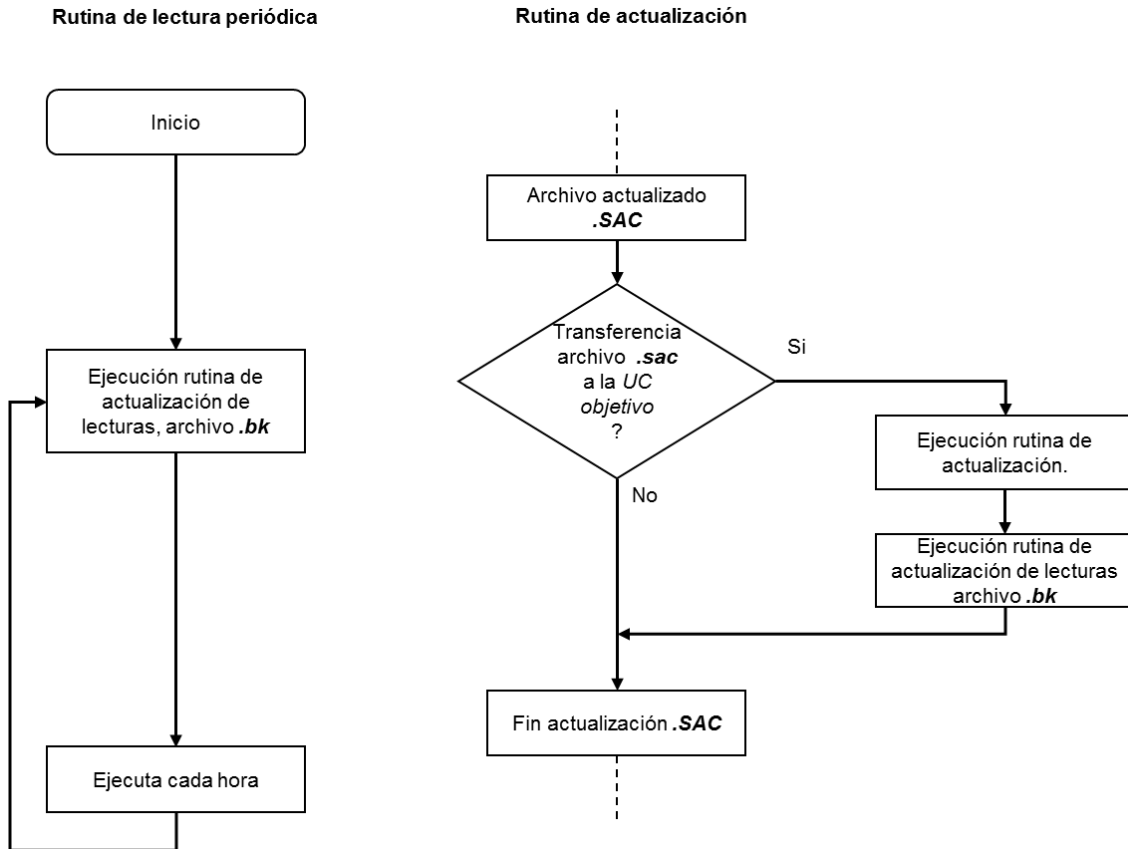 Rutina de lectura periódica
Inicio
Ejecución rutina de
actualización de
lecturas, archivo .bk
Ejecuta cada hora
Rutina de actualización
Archivo actualizado
.SAC
Transferencia
archivo .sac
a la UC
objetivo
?
Si
No
Ejecución rutina de
actualización.
Ejecución rutina de
actualización de lecturas
archivo .bk
Fin actualización .SAC